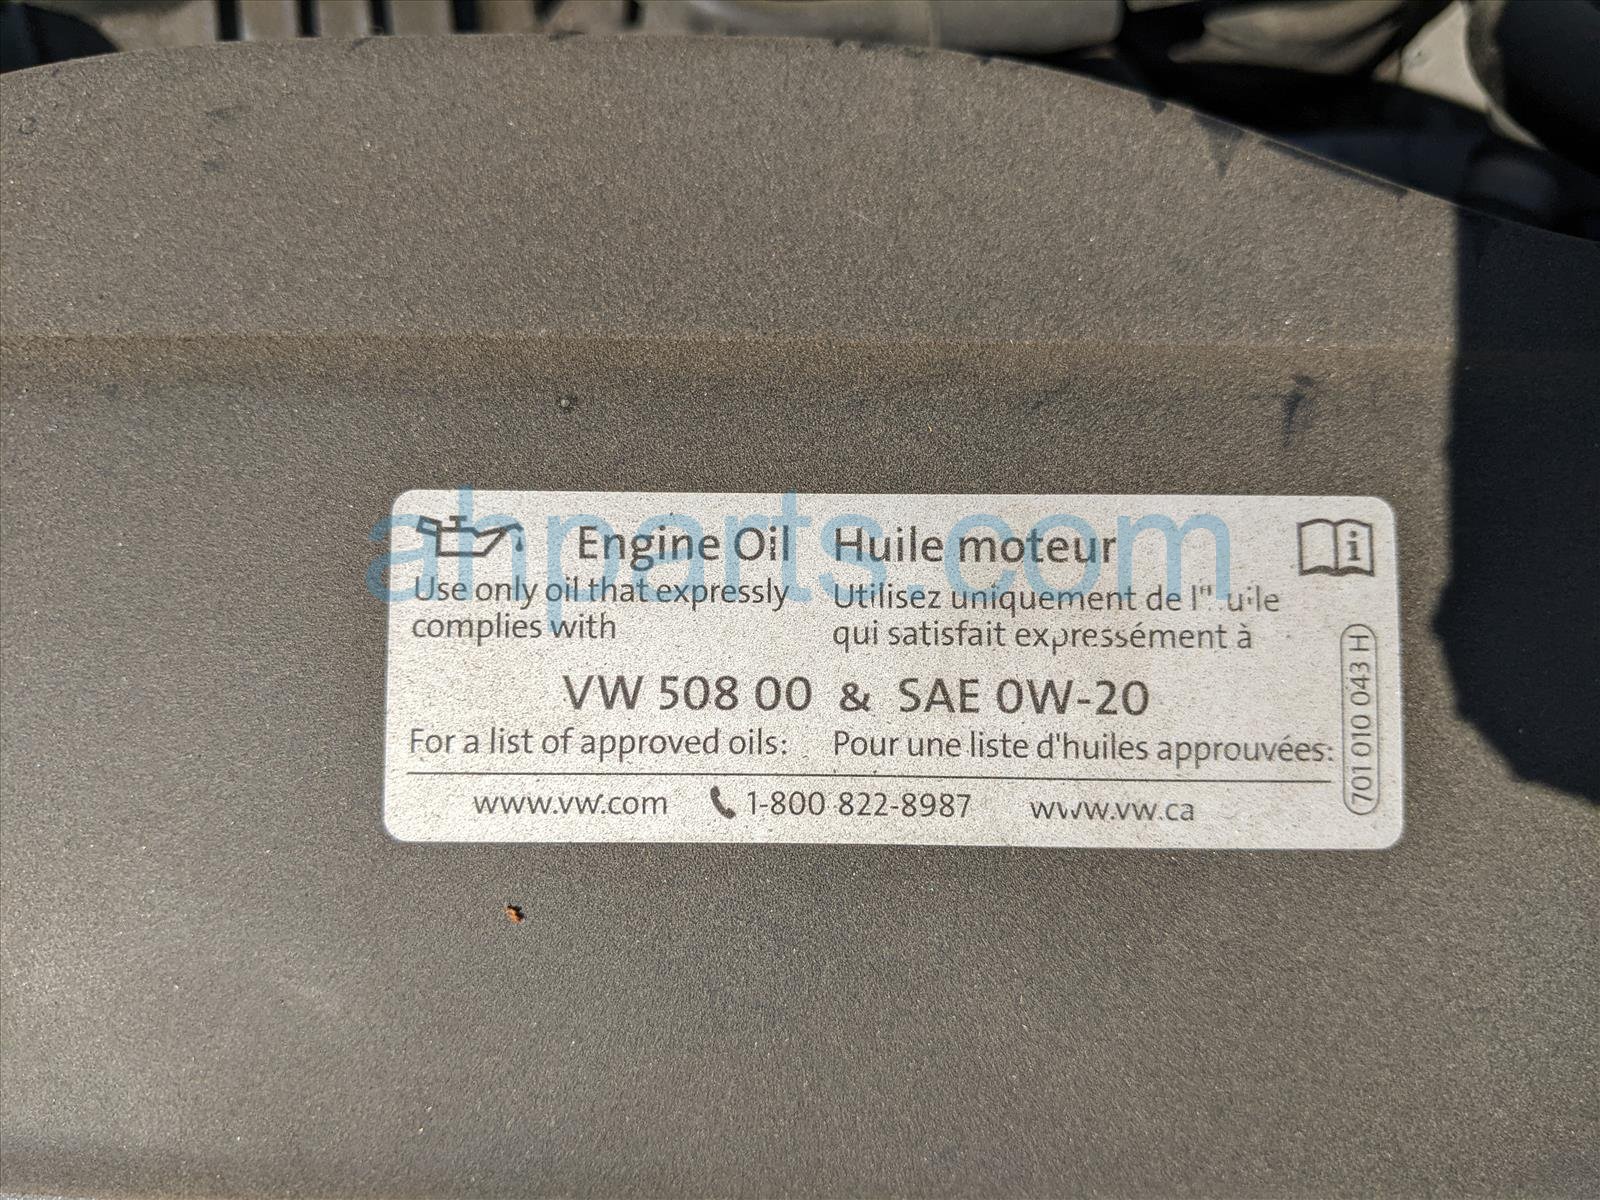 Engine Oil
Use only oil that expressly
complies with
Huile moteur
Utilisez uniquement de
qui satisfait expressément à
VW 508 00 & SAE 0W-20
For a list of approved oils:
Pour une liste d'huiles approuvées:
www.vw.com 1-800 822-8987 www.vw.ca
701 010 043 H
ahparts.com